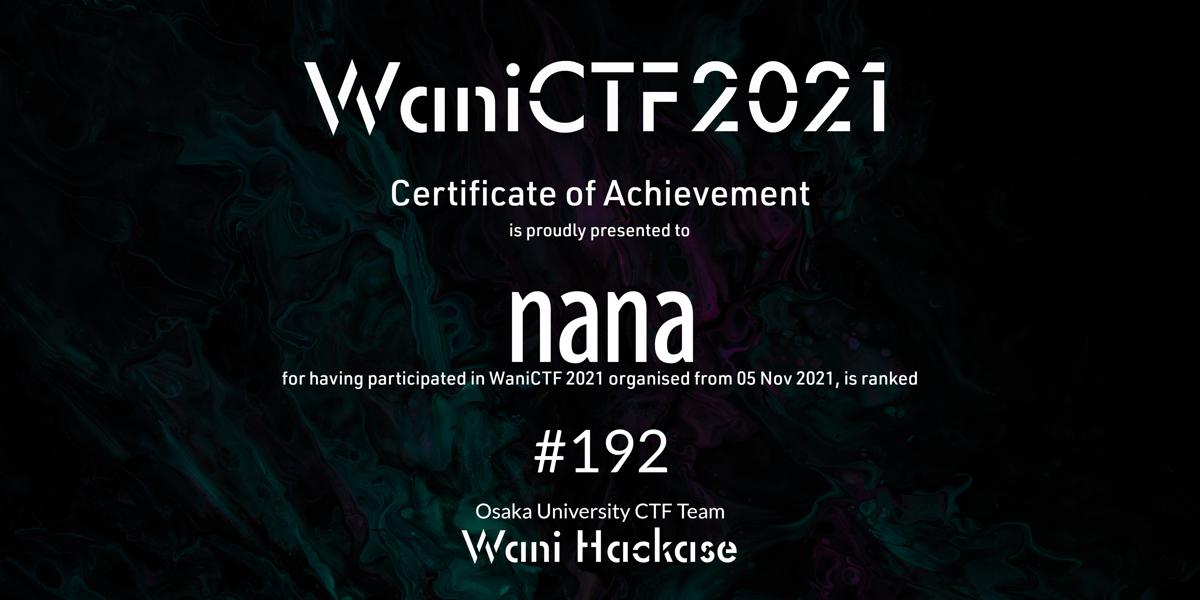 WaniCTF2021
Certificate of Achievement
is proudly presented to
nana
for having participated in WaniCTF 2021 organised from 05 Nov 2021, is ranked
#192
Osaka University CTF Team
Wani Hackase